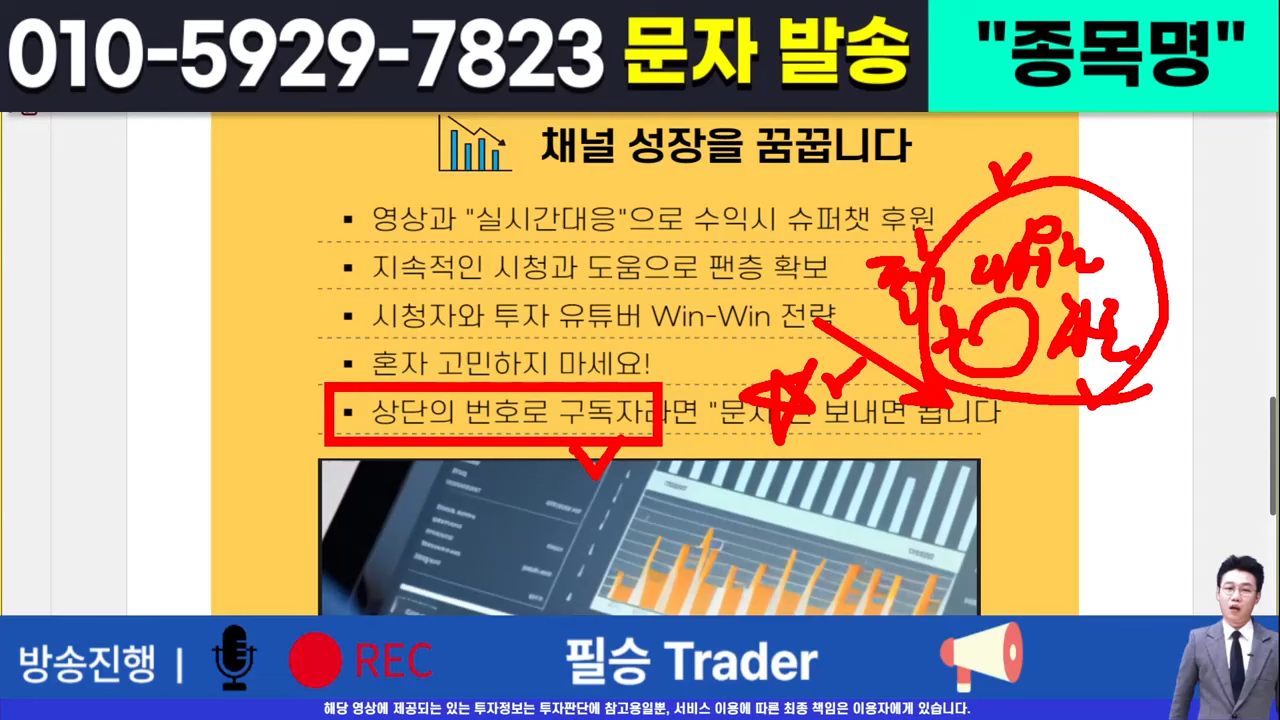 010-5929-7823 문자 발송 "종목명"
채널 성장을 꿈꿉니다
▪ 영상과 "실시간대응"으로 수익시 슈퍼챗 후원
▪ 지속적인 시청과 도움으로 팬층 확보
▪ 시청자와 투자 유튜버 Win-Win 전략
▪ 혼자 고민하지 마세요!
▪ 상단의 번호로 구독자라면 "문자" 보내면 됩니다
방송진행 | REC 필승 Trader
해당 영상에 제공되는 있는 투자정보는 투자판단에 참고용일뿐, 서비스 이용에 따른 최종 책임은 이용자에게 있습니다.